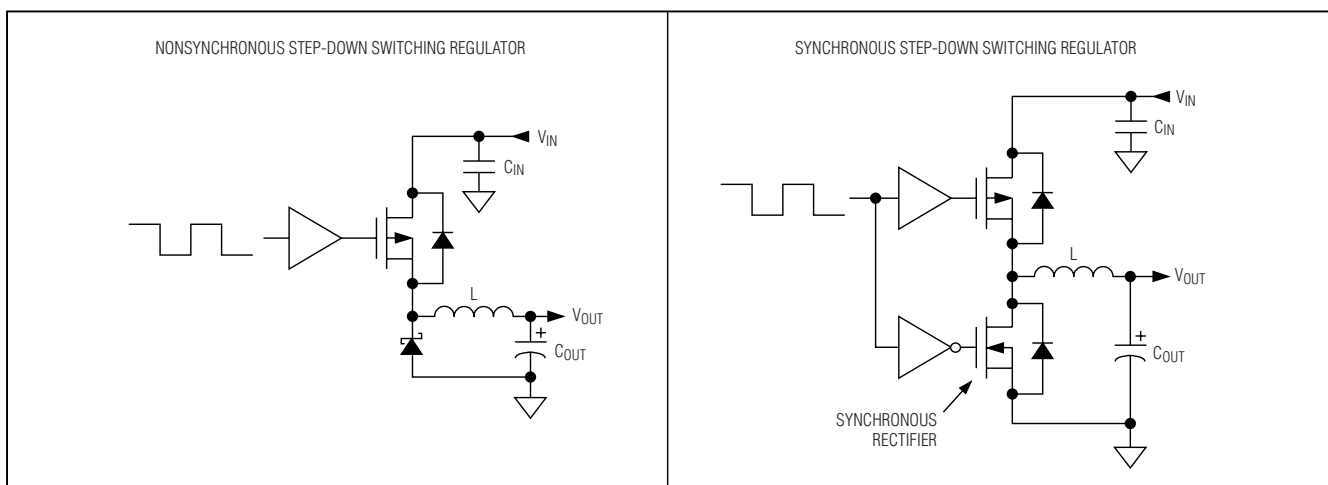 NONSYNCHRONOUS STEP-DOWN SWITCHING REGULATOR
VIN
CIN
L
VOUT
+
COUT
SYNCHRONOUS STEP-DOWN SWITCHING REGULATOR
VIN
CIN
L
VOUT
+
COUT
SYNCHRONOUS
RECTIFIER